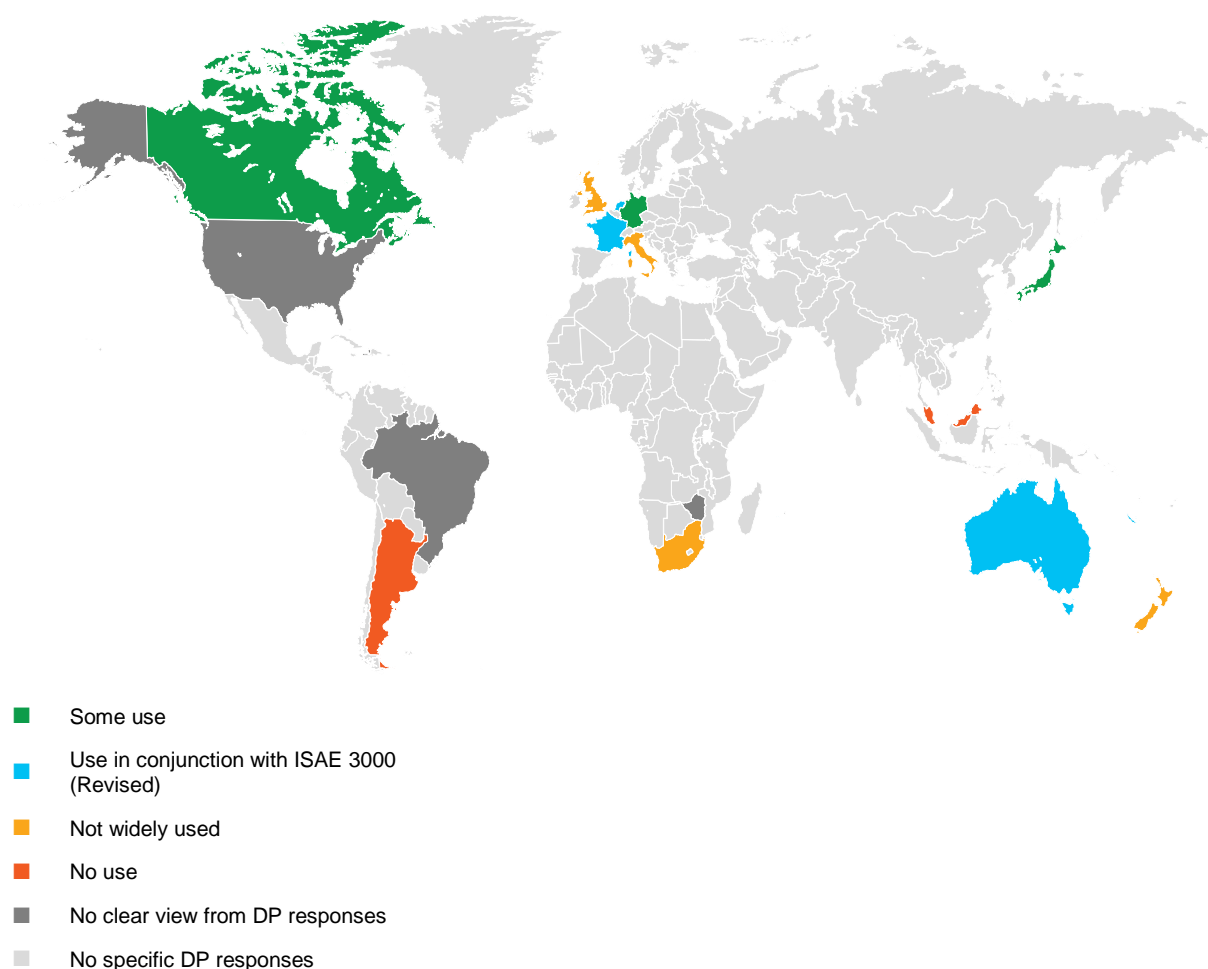 Some use
Use in conjunction with ISAE 3000
(Revised)
Not widely used
No use
No clear view from DP responses
No specific DP responses